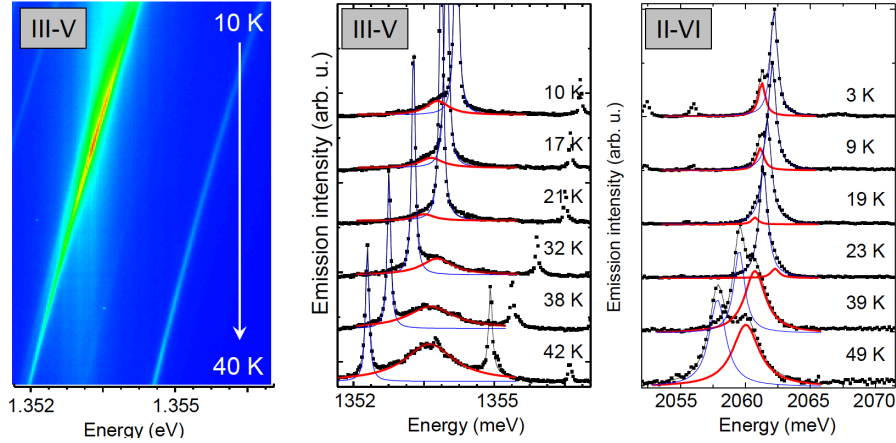 III-V
10 K
40 K
1.352
1.355
Energy (eV)
III-V
10 K
17 K
21 K
32 K
38 K
42 K
Emission intensity (arb. u.)
1352
1355
Energy (meV)
II-VI
3 K
9 K
19 K
23 K
39 K
49 K
Emission intensity (arb. u.)
2055
2060
2065
2070
Energy (meV)